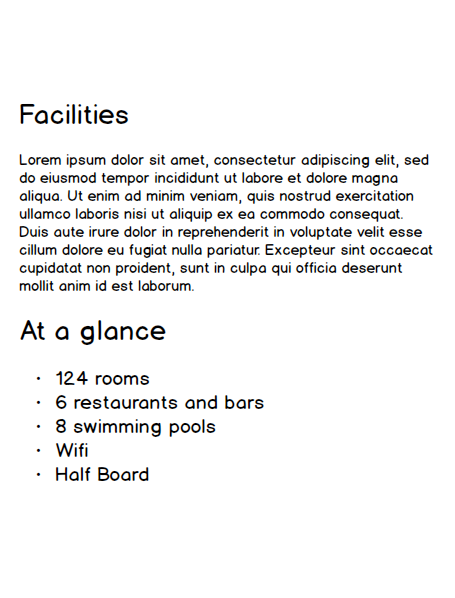 Facilities
Lorem ipsum dolor sit amet, consectetur adipiscing elit, sed
do eiusmod tempor incididunt ut labore et dolore magna
aliqua. Ut enim ad minim veniam, quis nostrud exercitation
ullamco laboris nisi ut aliquip ex ea commodo consequat.
Duis aute irure dolor in reprehenderit in voluptate velit esse
cillum dolore eu fugiat nulla pariatur. Excepteur sint occaecat
cupidatat non proident, sunt in culpa qui officia deserunt
mollit anim id est laborum.
At a glance
· 124 rooms
· 6 restaurants and bars
· 8 swimming pools
· Wifi
· Half Board